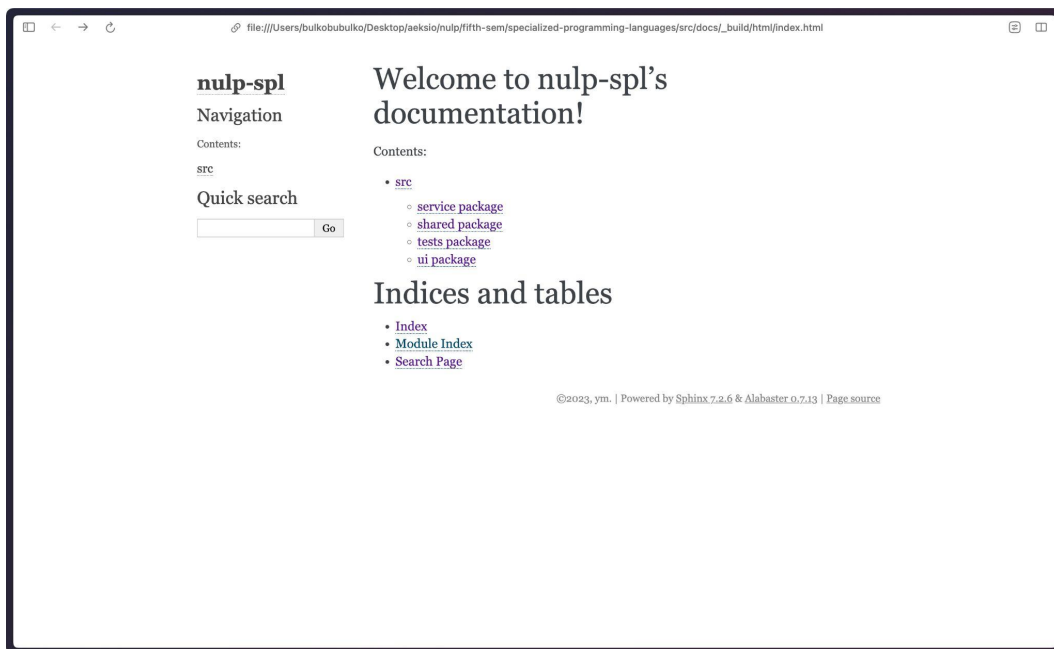 file:///Users/bulkobubulko/Desktop/aeksio/nulp/fifth-sem/specialized-programming-languages/src/docs/_build/html/index.html
nulp-spl
Navigation
Contents:
src
Quick search
Go
Welcome to nulp-spl’s
documentation!
Contents:
• src
◦ service package
◦ shared package
◦ tests package
◦ ui package
Indices and tables
• Index
• Module Index
• Search Page
©2023, ym. | Powered by Sphinx 7.2.6 & Alabaster 0.7.13 | Page source